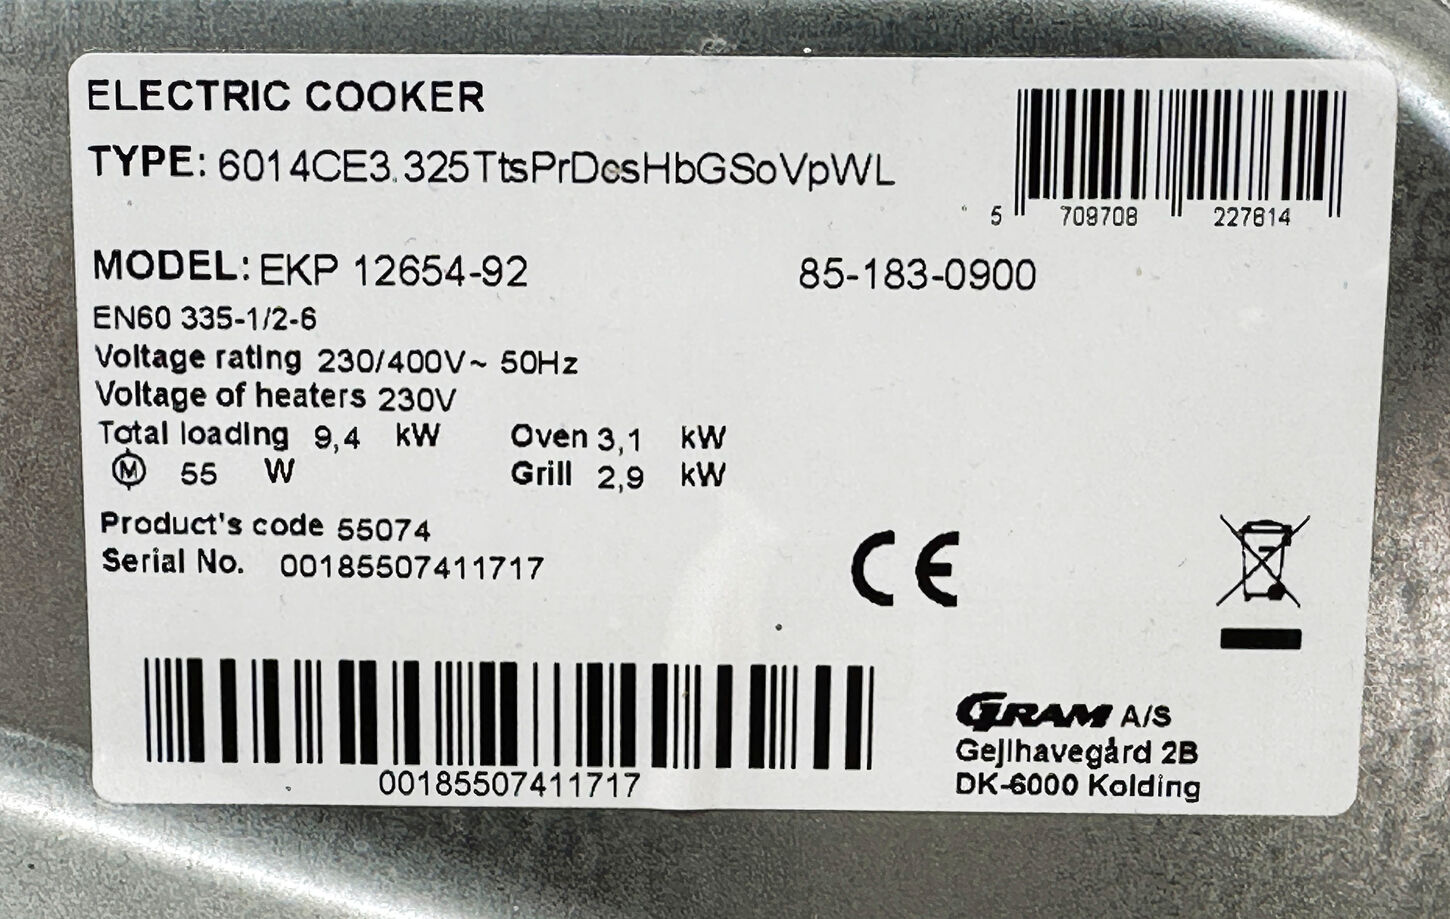 ELECTRIC COOKER
TYPE: 6014CE3.325TtsPrDcsHbGSoVpWL
5 709708 227814
MODEL: EKP 12654-92 85-183-0900
EN60 335-1/2-6
Voltage rating 230/400V~ 50Hz
Voltage of heaters 230V
Total loading 9,4 kW Oven 3,1 kW
M 55 W Grill 2,9 kW
Product's code 55074
Serial No. 00185507411717
CE
00185507411717
GRAM A/S
Gejlhavegård 2B
DK-6000 Kolding